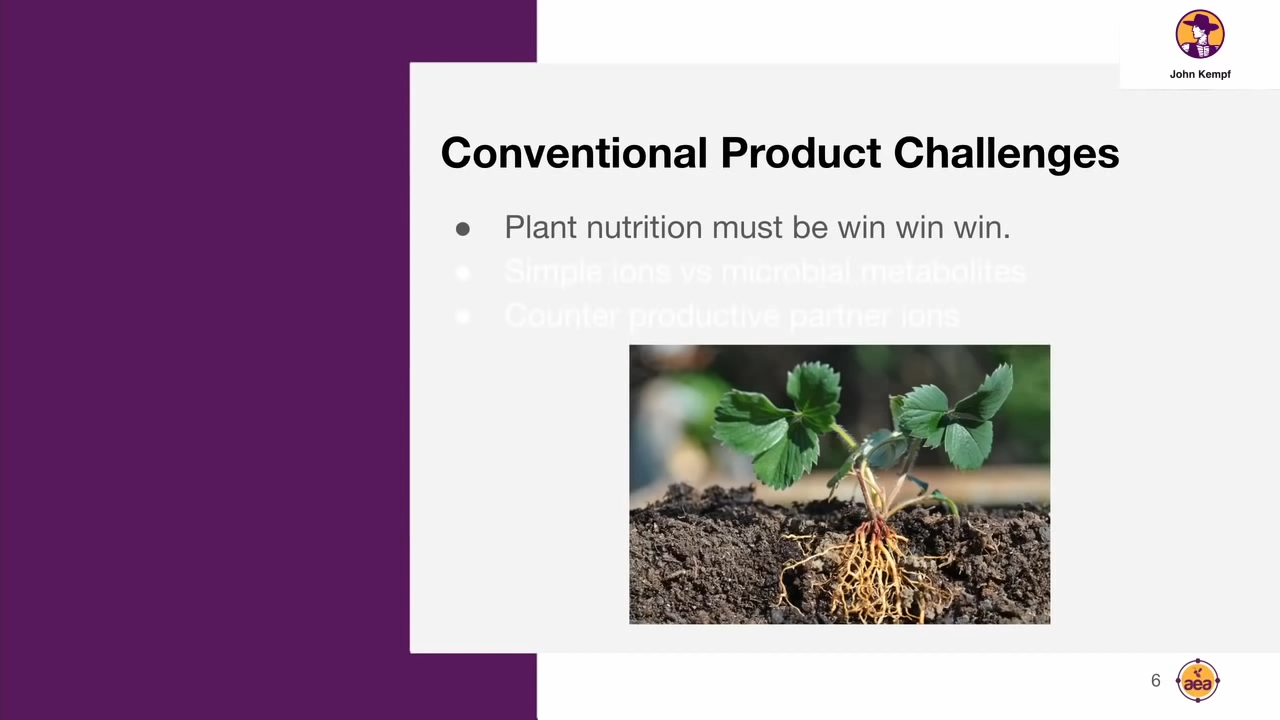 John Kempf
Conventional Product Challenges
● Plant nutrition must be win win win.
● Simple ions vs microbial metabolites
● Counter productive partner ions
6
aea